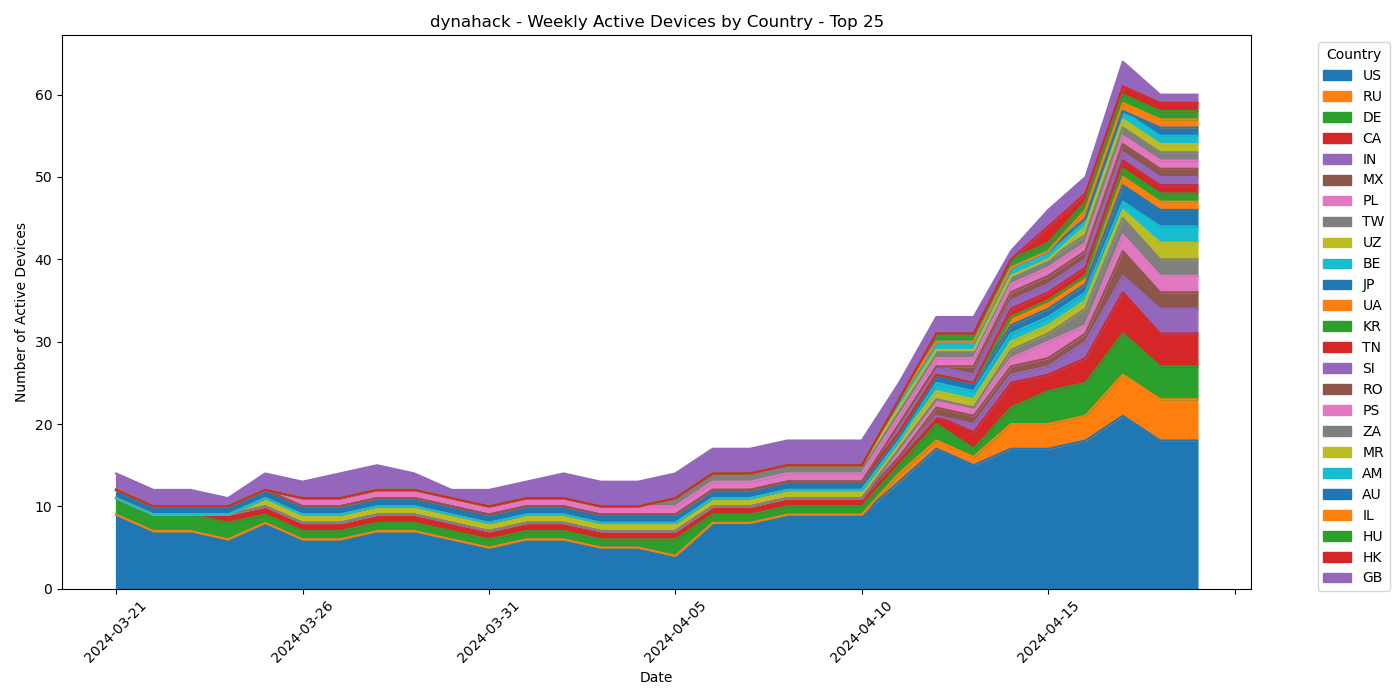 dynahack - Weekly Active Devices by Country - Top 25
Number of Active Devices
60
50
40
30
20
10
0
2024-03-21
2024-03-26
2024-03-31
2024-04-05
2024-04-10
2024-04-15
Date
Country
US
RU
DE
CA
IN
MX
PL
TW
UZ
BE
JP
UA
KR
TN
SI
RO
PS
ZA
MR
AM
AU
IL
HU
HK
GB